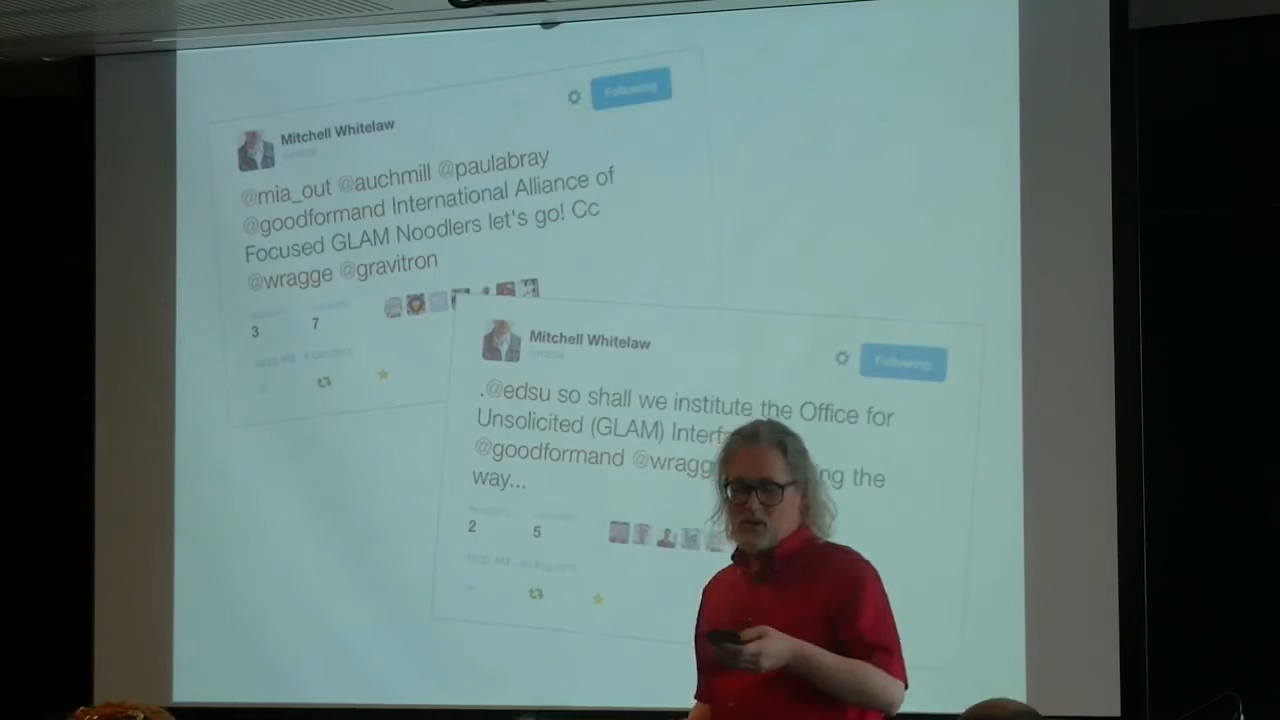 Following
Mitchell Whitelaw
@mia_out @auchmill @paulabray
@goodformand International Alliance of
Focused GLAM Noodlers let's go! Cc
@wragge @gravitron
3 7
Mitchell Whitelaw
Following
.@edsu so shall we institute the Office for
Unsolicited (GLAM)
@goodformand the
way...
2 5